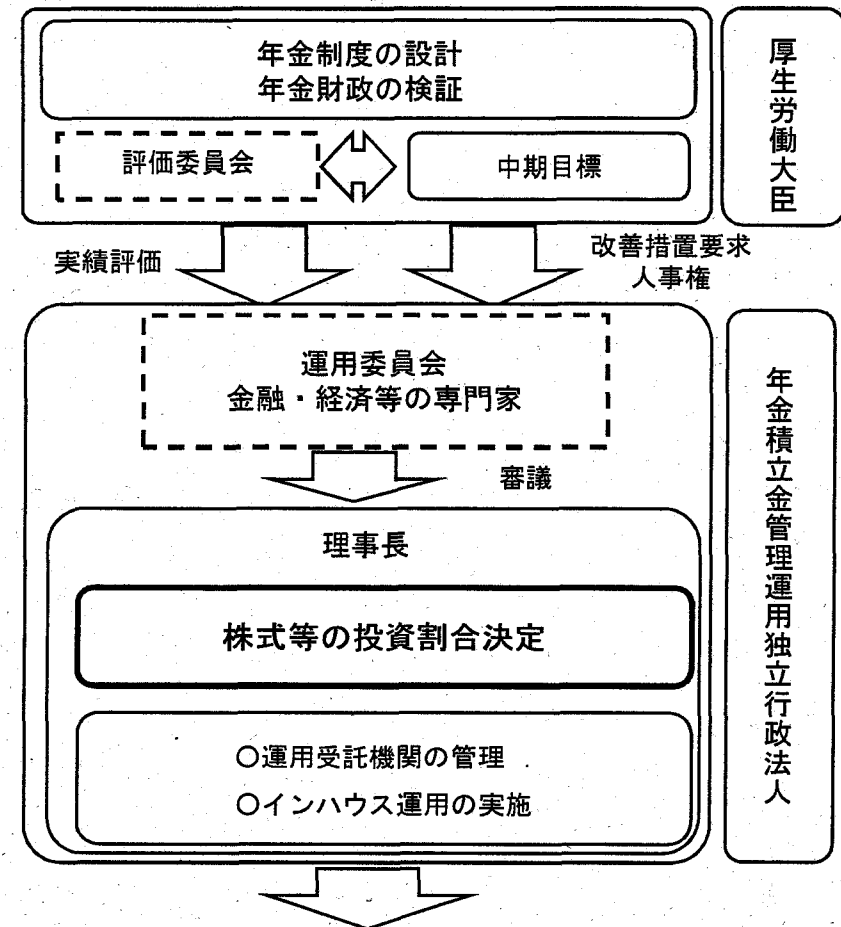 年金制度の設計
年金財政の検証
評価委員会
中期目標
厚生労働大臣
実績評価
改善措置要求
人事権
運用委員会
金融・経済等の専門家
審議
理事長
株式等の投資割合決定
○運用受託機関の管理
○インハウス運用の実施
年金積立金管理運用独立行政法人